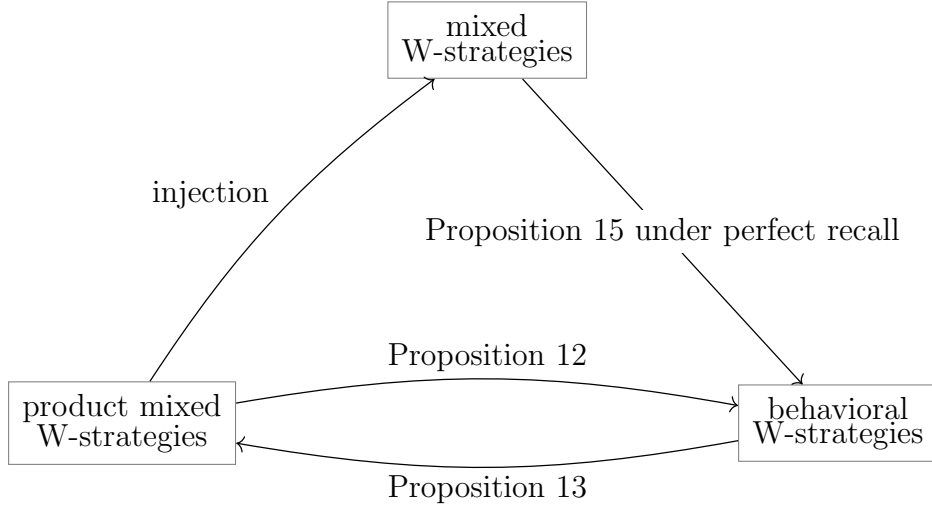 mixed
W-strategies
injection
Proposition 15 under perfect recall
Proposition 12
product mixed
W-strategies
behavioral
W-strategies
Proposition 13